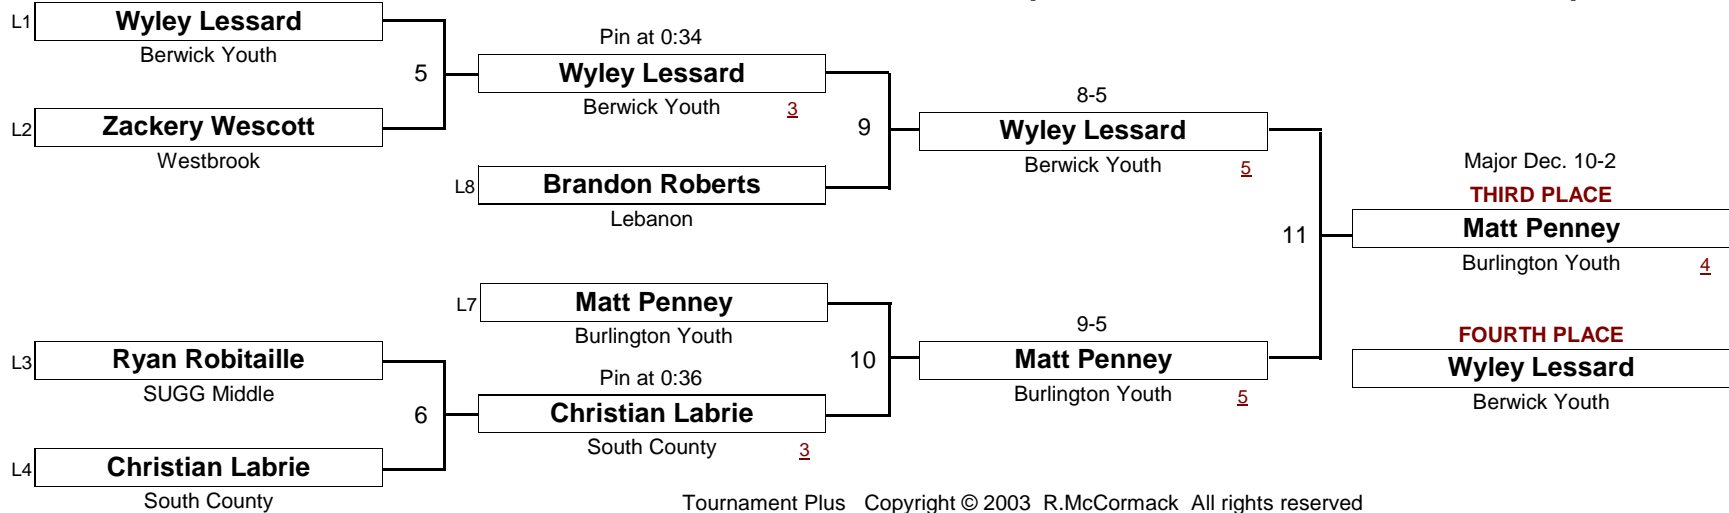 L1 Wyley Lessard
Berwick Youth
5
L2 Zackery Wescott
Westbrook
Pin at 0:34
Wyley Lessard
Berwick Youth 3
9
L8 Brandon Roberts
Lebanon
8-5
Wyley Lessard
Berwick Youth 5
11
Major Dec. 10-2
THIRD PLACE
Matt Penney
Burlington Youth 4
L7 Matt Penney
Burlington Youth
10
9-5
Matt Penney
Burlington Youth 5
FOURTH PLACE
Wyley Lessard
Berwick Youth
L3 Ryan Robitaille
SUGG Middle
6
Pin at 0:36
Christian Labrie
South County 3
L4 Christian Labrie
South County
Tournament Plus Copyright © 2003 R.McCormack All rights reserved